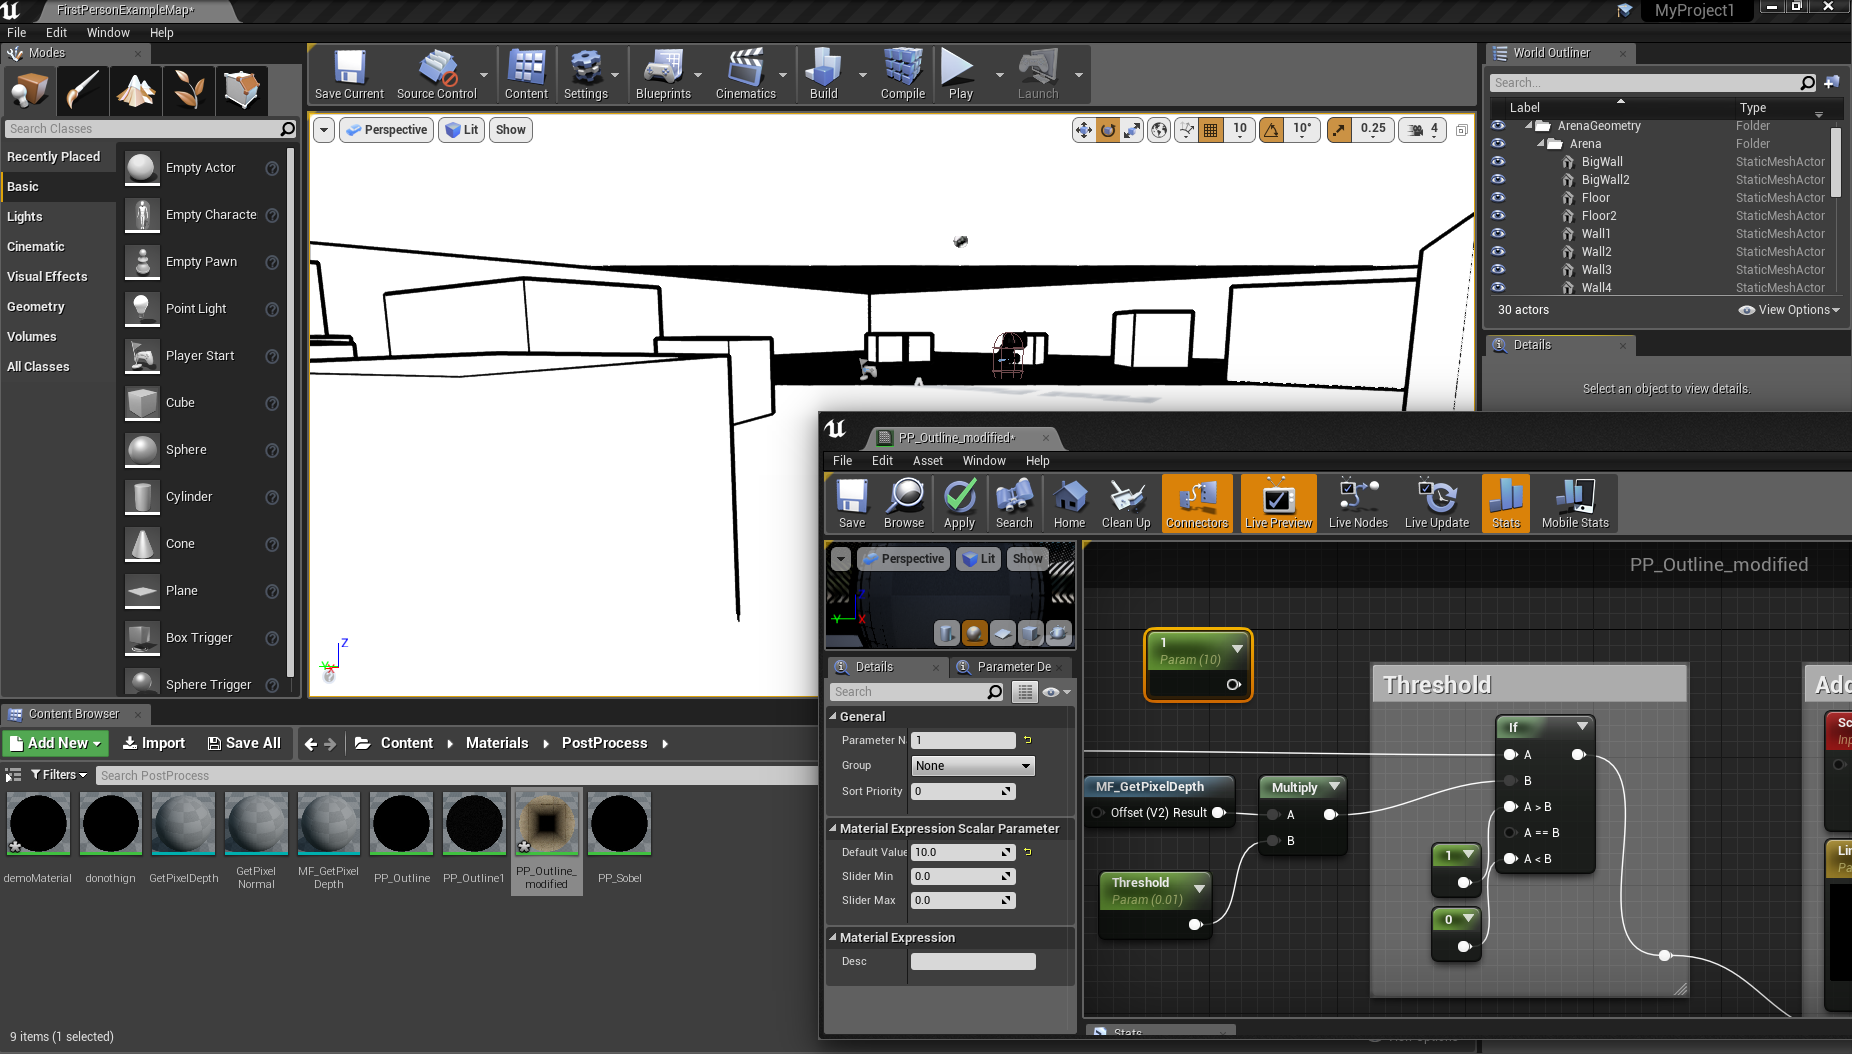 FirstPersonExampleMap*
MyProject1
File Edit Window Help
Modes
Search Classes
Recently Placed
Basic
Lights
Cinematic
Visual Effects
Geometry
Volumes
All Classes
Empty Actor
Empty Characte
Empty Pawn
Point Light
Player Start
Cube
Sphere
Cylinder
Cone
Plane
Box Trigger
Sphere Trigger
Save Current Source Control Content Settings Blueprints Cinematics Build Compile Play Launch
Perspective Lit Show
10 10° 0.25 4
Z
World Outliner
Search...
Label Type
ArenaGeometry Folder
Arena Folder
BigWall StaticMeshActor
BigWall2 StaticMeshActor
Floor StaticMeshActor
Floor2 StaticMeshActor
Wall1 StaticMeshActor
Wall2 StaticMeshActor
Wall3 StaticMeshActor
Wall4 StaticMeshActor
30 actors View Options
Details
Select an object to view details.
Content Browser
Add New Import Save All Content Materials PostProcess
Filters Search PostProcess
demoMaterial
donothign
GetPixelDepth
GetPixel
Normal
MF_GetPixel
Depth
PP_Outline
PP_Outline1
PP_Outline_
modified
PP_Sobel
9 items (1 selected)
PP_Outline_modified*
File Edit Asset Window Help
Save Browse Apply Search Home Clean Up Connectors Live Preview Live Nodes Live Update Stats Mobile Stats
Perspective Lit Show
Y X
Details Parameter De
Search
General
Parameter N 1
Group None
Sort Priority 0
Material Expression Scalar Parameter
Default Value 10.0
Slider Min 0.0
Slider Max 0.0
Material Expression
Desc
PP_Outline_modified
1
Param (10)
Threshold
If
A
B
A > B
A == B
A < B
MF_GetPixelDepth
Offset (V2) Result
Multiply
A
B
Threshold
Param (0.01)
1
0
Add
Sc
Inp
Lin
Pa
Stats